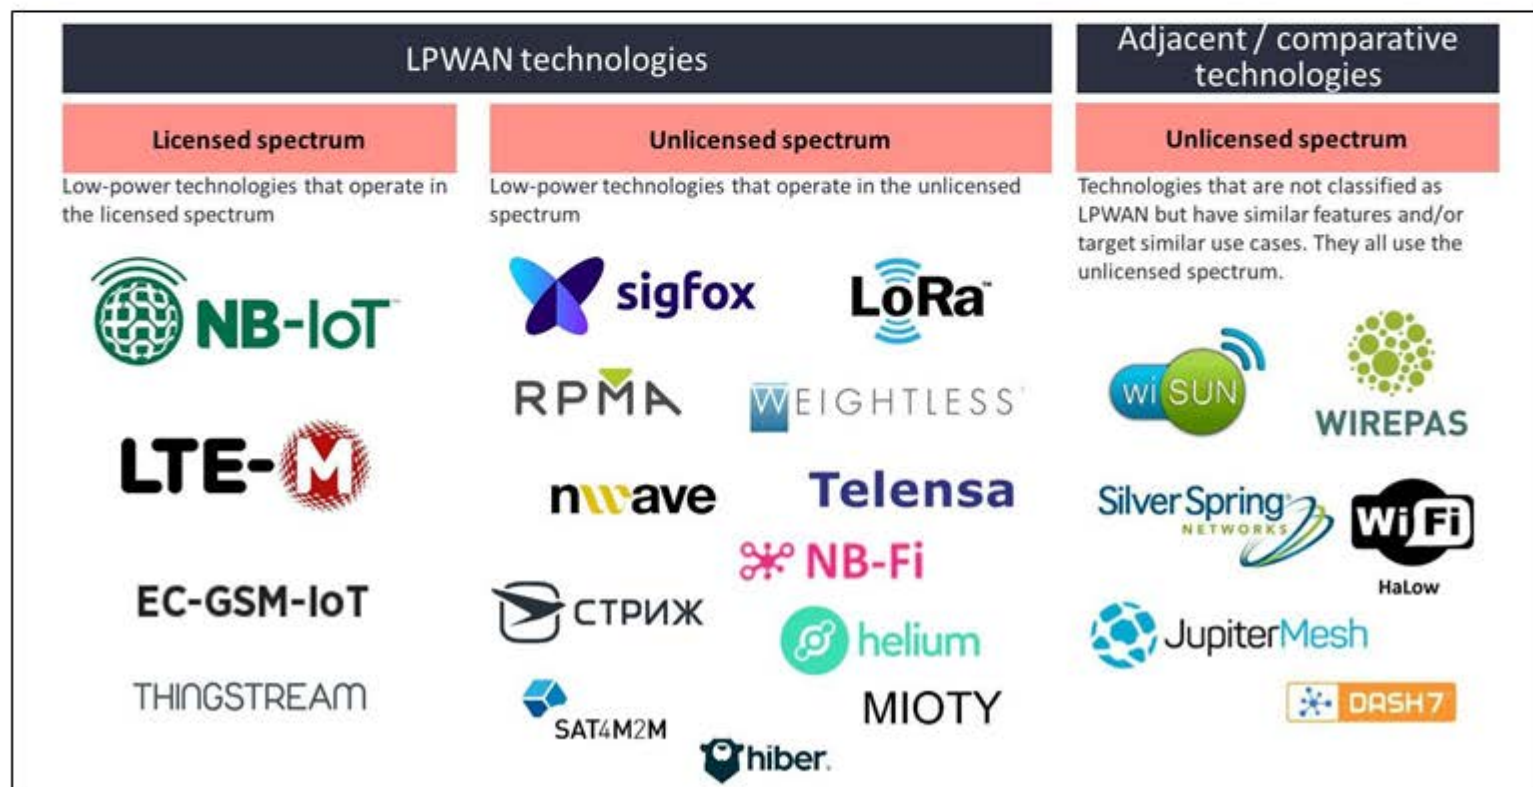 LPWAN technologies
Licensed spectrum
Low-power technologies that operate in
the licensed spectrum
NB-IoT™
LTE-M
EC-GSM-IoT
THINGSTREAM
Unlicensed spectrum
Low-power technologies that operate in the unlicensed
spectrum
sigfox
LoRa™
RPMA
WEIGHTLESS
nwave
Telensa
NB-Fi
СТРИЖ
helium
SAT4M2M
MIOTY
hiber.
Adjacent / comparative
technologies
Unlicensed spectrum
Technologies that are not classified as
LPWAN but have similar features and/or
target similar use cases. They all use the
unlicensed spectrum.
wi SUN
WIREPAS
Silver Spring
NETWORKS
Wi Fi
HaLow
JupiterMesh
DASH7